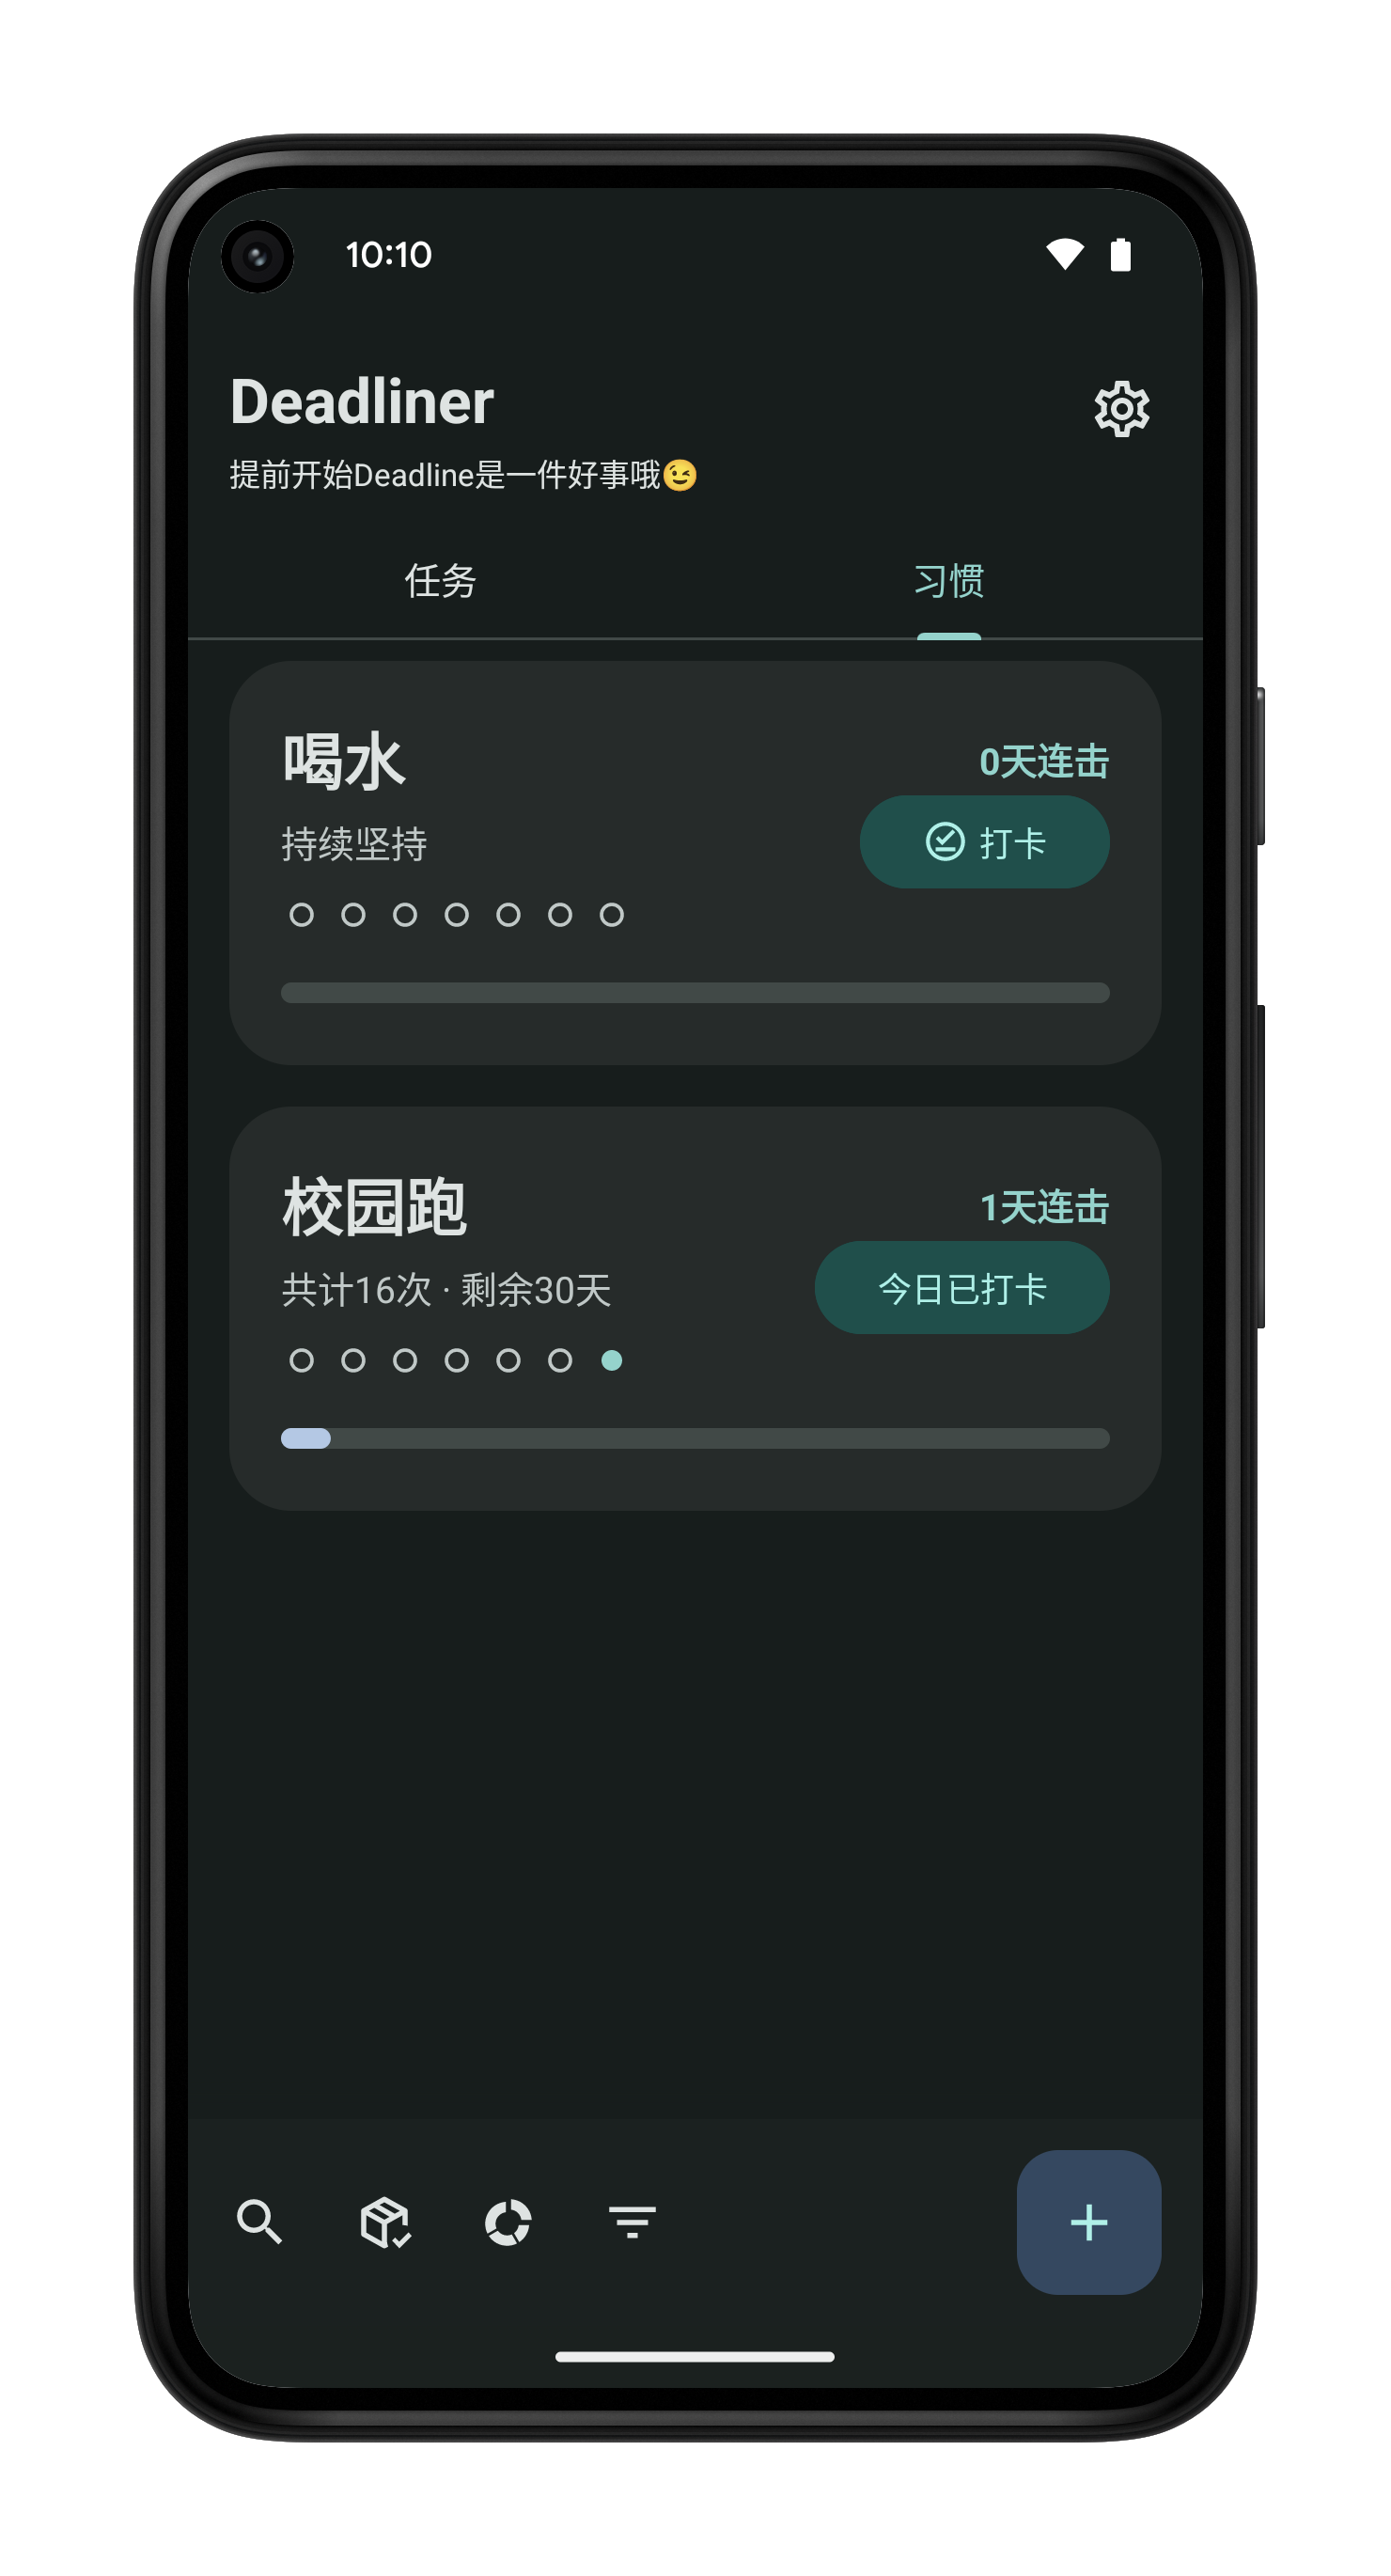 10:10
Deadliner
提前开始Deadline是一件好事哦😉
任务
习惯
喝水
0天连击
持续坚持
打卡
校园跑
1天连击
共计16次 · 剩余30天
今日已打卡